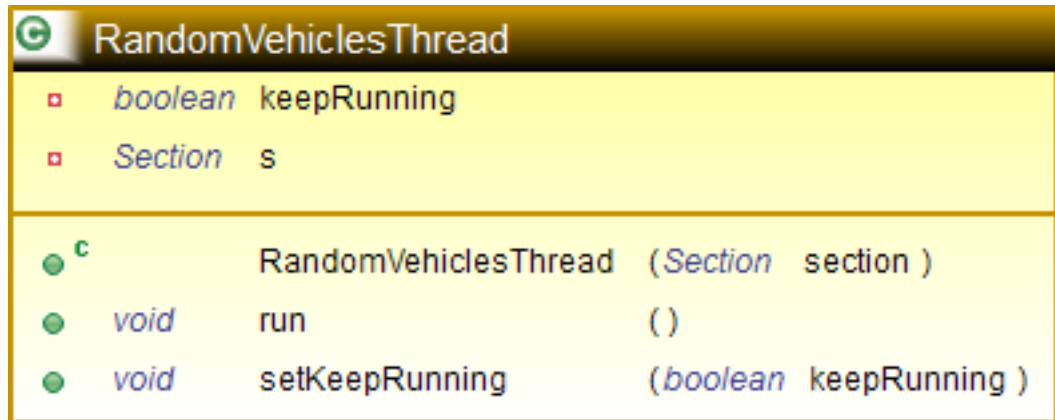 C RandomVehiclesThread
boolean keepRunning
Section s
C RandomVehiclesThread (Section section )
void run ( )
void setKeepRunning (boolean keepRunning )